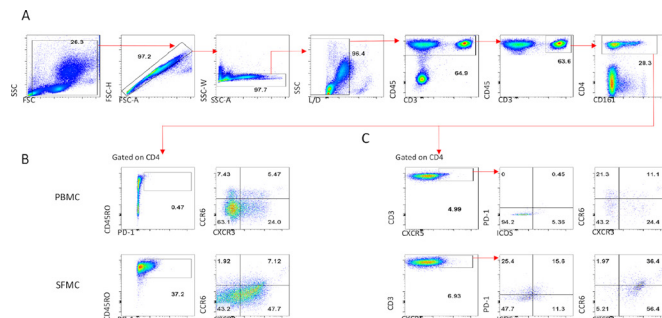 A
26.3
SSC
FSC
97.2
FSC-H
FSC-A
97.7
SSC-W
SSC-A
96.4
SSC
L/D
64.9
CD45
CD3
63.6
CD45
CD3
28.3
CD4
CD161
B
Gated on CD4
PBMC
0.47
CD45RO
PD-1
7.43 5.47
63.1 24.0
CCR6
CXCR3
SFMC
37.2
CD45RO
1.92 7.12
43.2 47.7
CCR6
C
Gated on CD4
4.99
CD3
CXCR5
0 0.45
94.2 5.36
PD-1
ICOS
21.3 11.1
43.2 24.4
CCR6
CXCR3
6.93
CD3
25.4 15.6
47.7 11.3
PD-1
1.97 36.4
5.21 56.4
CCR6